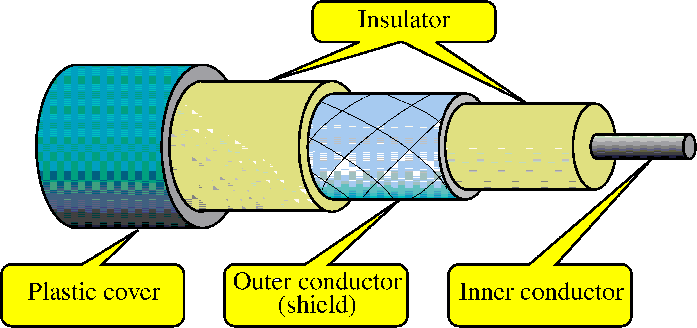 Insulator
Plastic cover
Outer conductor
(shield)
Inner conductor